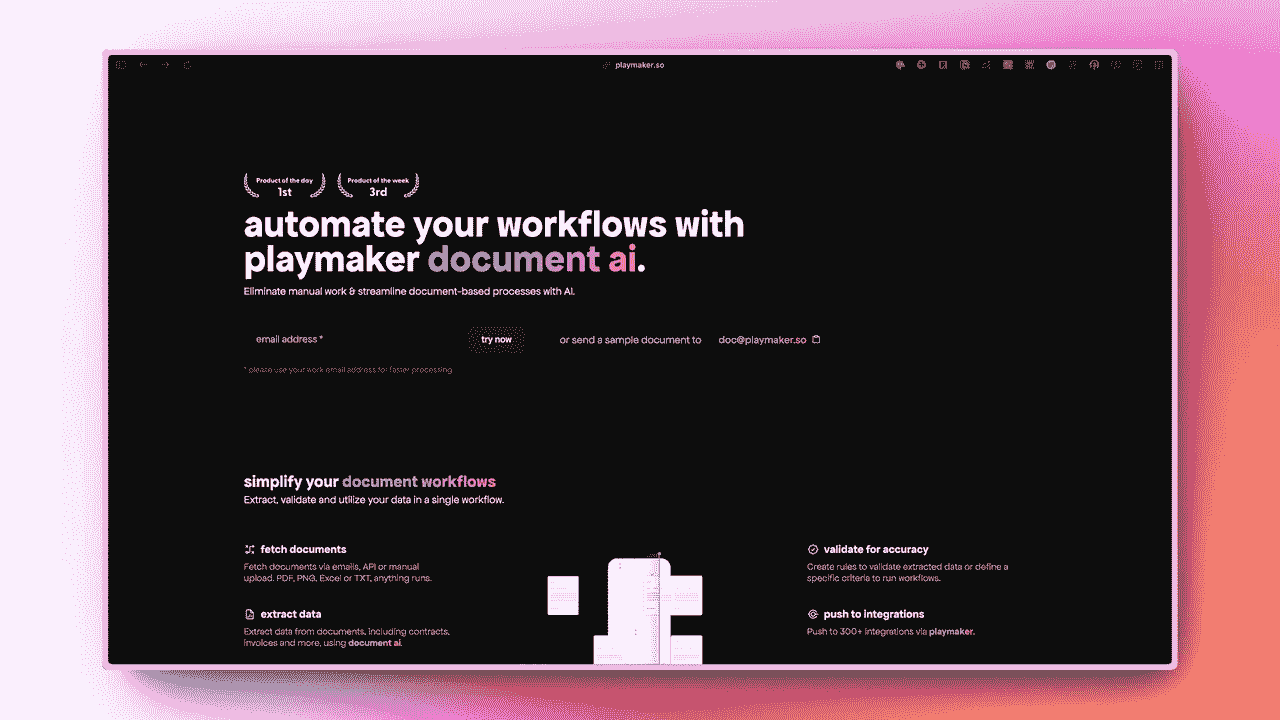 playmaker.so
Product of the day
1st
Product of the week
3rd
automate your workflows with
playmaker document ai.
Eliminate manual work & streamline document-based processes with AI.
email address *
try now
or send a sample document to
doc@playmaker.so
* please use your work email address for faster processing
simplify your document workflows
Extract, validate and utilize your data in a single workflow.
fetch documents
Fetch documents via emails, API or manual
upload. PDF, PNG, Excel or TXT, anything runs.
extract data
Extract data from documents, including contracts,
invoices and more, using document ai.
validate for accuracy
Create rules to validate extracted data or define a
specific criteria to run workflows.
push to integrations
Push to 300+ integrations via playmaker.